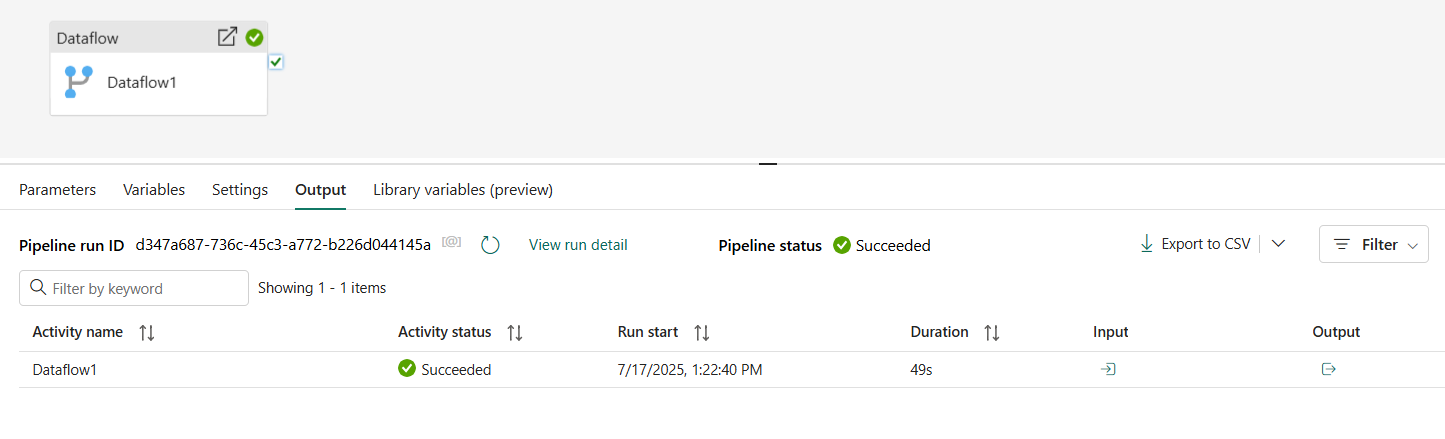 Dataflow
Dataflow1
Parameters Variables Settings Output Library variables (preview)
Pipeline run ID d347a687-736c-45c3-a772-b226d044145a [@] View run detail Pipeline status Succeeded Export to CSV Filter
Filter by keyword Showing 1 - 1 items
Activity name Activity status Run start Duration Input Output
Dataflow1 Succeeded 7/17/2025, 1:22:40 PM 49s